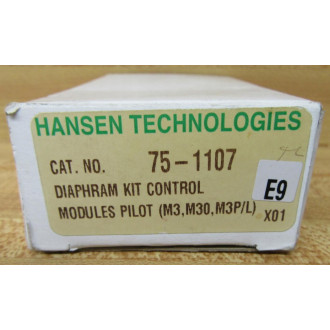 HANSEN TECHNOLOGIES
CAT. NO. 75-1107
DIAPHRAM KIT CONTROL
MODULES PILOT (M3,M30,M3P/L)
E9
X01